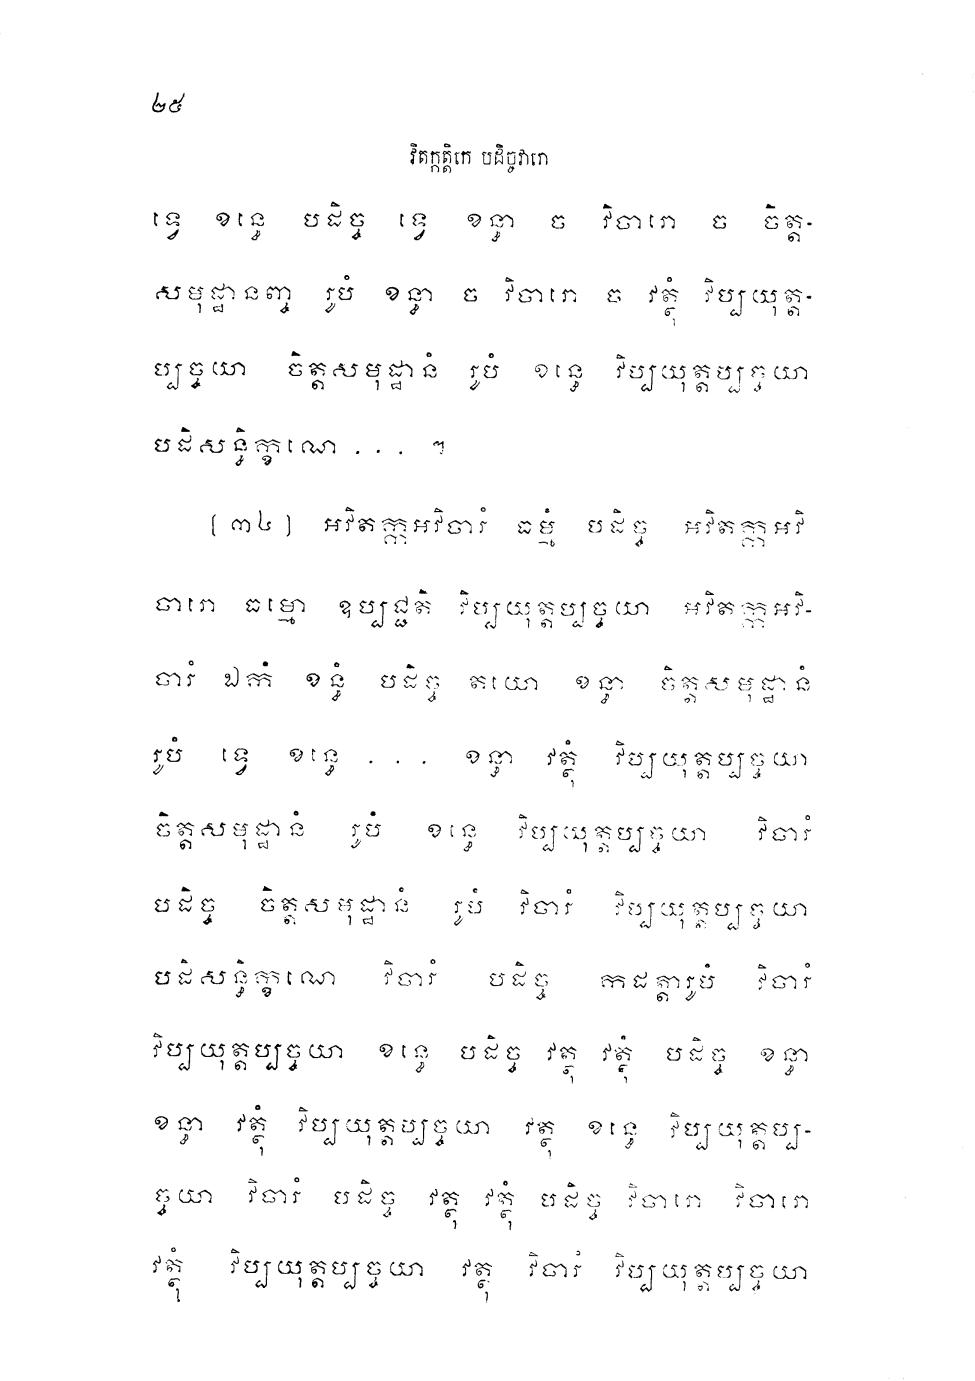 ២៥
វិតក្កត្តិកេ បដិច្ចវារោ
ទ្វេ ខន្ធេ បដិច្ច ទ្វេ ខន្ធា ច វិចារោ ច ចិត្ត-
សមុដ្ឋានញ្ច រូបំ ខន្ធា ច វិចារោ ច វត្ថុំ វិប្បយុត្ត-
ប្បច្ចយា ចិត្តសមុដ្ឋានំ រូបំ ខន្ធេ វិប្បយុត្តប្បច្ចយា
បដិសន្ធិក្ខណេ . . . ។
[ ៣៤ ] អវិតក្កអវិចារំ ធម្មំ បដិច្ច អវិតក្កអវិ
ចារោ ធម្មោ ឧប្បជ្ជតិ វិប្បយុត្តប្បច្ចយា អវិតក្កអវិ-
ចារំ ឯកំ ខន្ធំ បដិច្ច តយោ ខន្ធា ចិត្តសមុដ្ឋានំ
រូបំ ទ្វេ ខន្ធេ . . . ខន្ធា វត្ថុំ វិប្បយុត្តប្បច្ចយា
ចិត្តសមុដ្ឋានំ រូបំ ខន្ធេ វិប្បយុត្តប្បច្ចយា វិចារំ
បដិច្ច ចិត្តសមុដ្ឋានំ រូបំ វិចារំ វិប្បយុត្តប្បច្ចយា
បដិសន្ធិក្ខណេ វិចារំ បដិច្ច កដត្តារូបំ វិចារំ
វិប្បយុត្តប្បច្ចយា ខន្ធេ បដិច្ច វត្ថុ វត្ថុំ បដិច្ច ខន្ធា
ខន្ធា វត្ថុំ វិប្បយុត្តប្បច្ចយា វត្ថុ ខន្ធេ វិប្បយុត្តប្ប-
ច្ចយា វិចារំ បដិច្ច វត្ថុ វត្ថុំ បដិច្ច វិចារោ វិចារោ
វត្ថុំ វិប្បយុត្តប្បច្ចយា វត្ថុ វិចារំ វិប្បយុត្តប្បច្ចយា